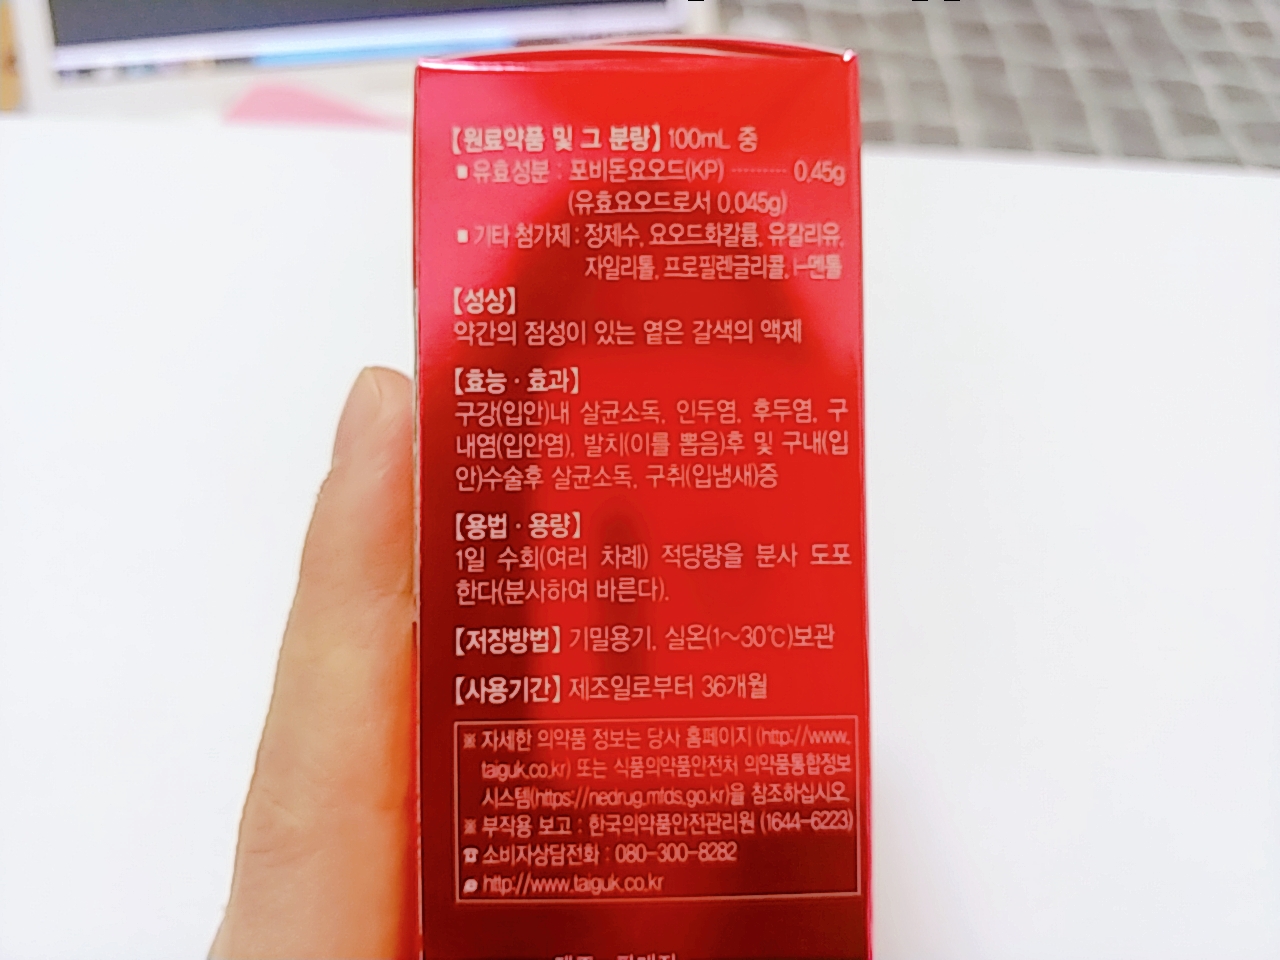 【원료약품 및 그 분량】 100mL 중
■ 유효성분 : 포비돈요오드(KP) ········· 0.45g
(유효요오드로서 0.045g)
■ 기타 첨가제 : 정제수, 요오드화칼륨, 유칼리유,
자일리톨, 프로필렌글리콜, l-멘톨
【성상】
약간의 점성이 있는 옅은 갈색의 액제
【효능·효과】
구강(입안)내 살균소독, 인두염, 후두염, 구
내염(입안염), 발치(이를 뽑음)후 및 구내(입
안)수술후 살균소독, 구취(입냄새)증
【용법·용량】
1일 수회(여러 차례) 적당량을 분사 도포
한다(분사하여 바른다).
【저장방법】 기밀용기, 실온(1~30℃)보관
【사용기간】 제조일로부터 36개월
※ 자세한 의약품 정보는 당사 홈페이지 (http://www.
taiguk.co.kr) 또는 식품의약품안전처 의약품통합정보
시스템(https://nedrug.mfds.go.kr)을 참조하십시오.
※ 부작용 보고 : 한국의약품안전관리원 (1644-6223)
☎ 소비자상담전화 : 080-300-8282
http://www.taiguk.co.kr